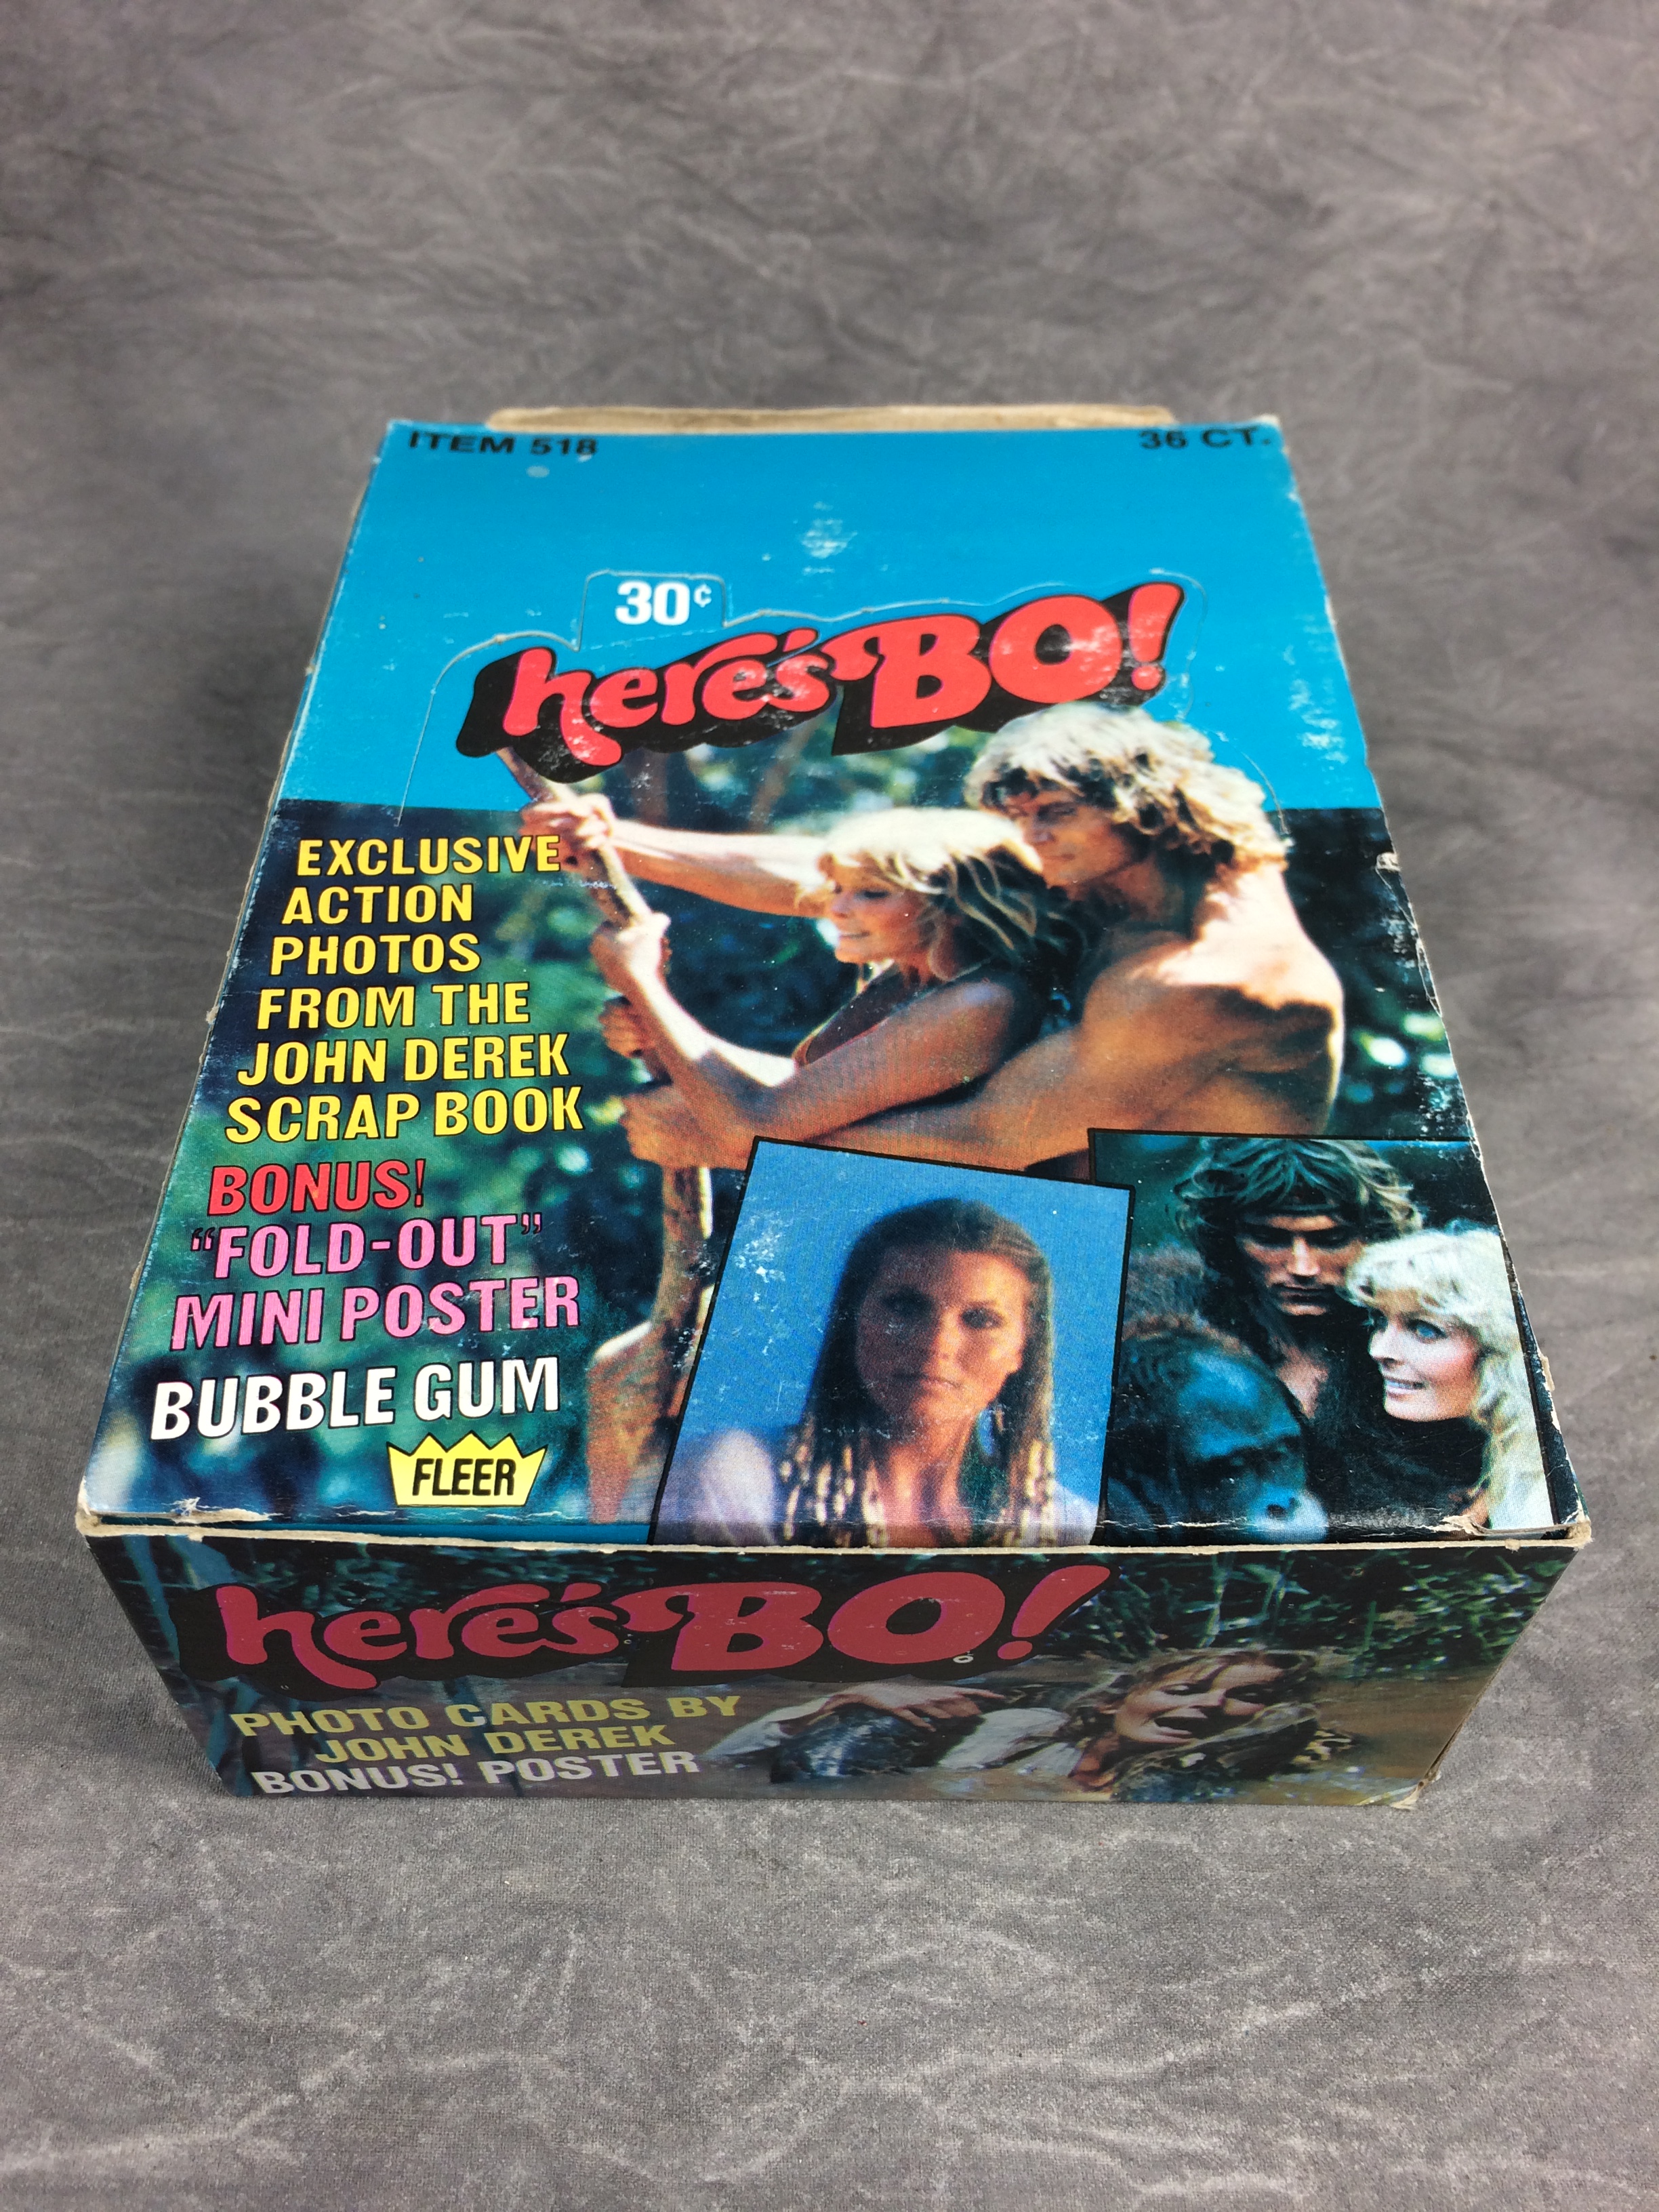 ITEM 518
36 CT.
30¢
here's BO!
EXCLUSIVE
ACTION
PHOTOS
FROM THE
JOHN DEREK
SCRAP BOOK
BONUS!
"FOLD-OUT"
MINI POSTER
BUBBLE GUM
FLEER
here's BO!
PHOTO CARDS BY
JOHN DEREK
BONUS! POSTER